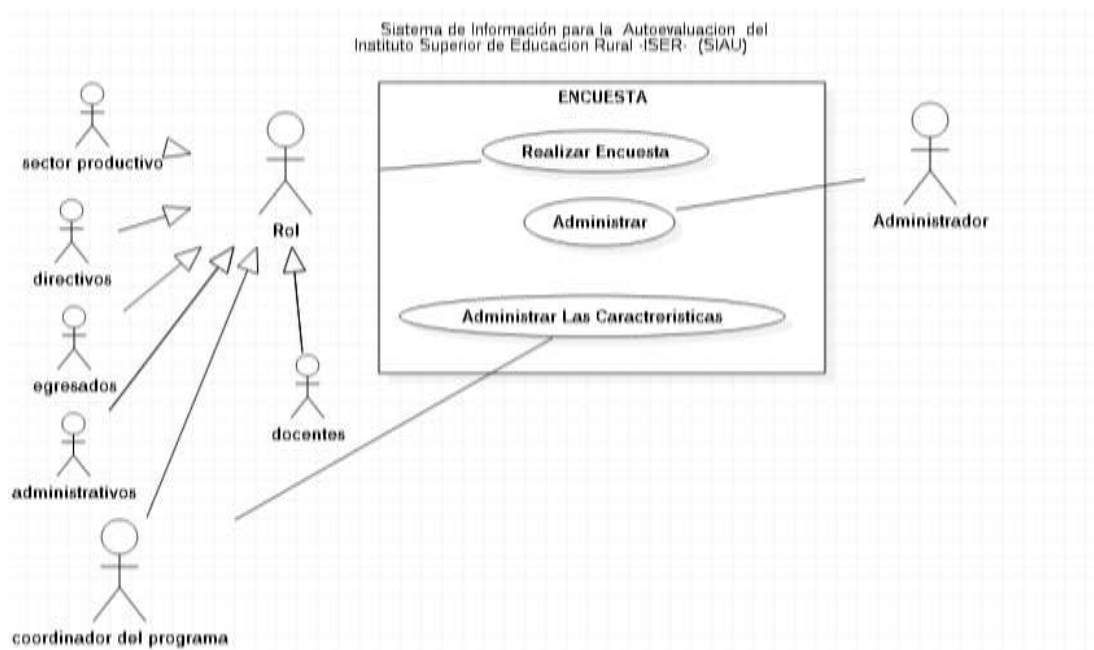 Sistema de Información para la Autoevaluacion del
Instituto Superior de Educacion Rural -ISER- (SIAU)
ENCUESTA
Realizar Encuesta
sector productivo
Administrar
Administrador
Rol
directivos
Administrar Las Caractreristicas
egresados
docentes
administrativos
coordinador del programa